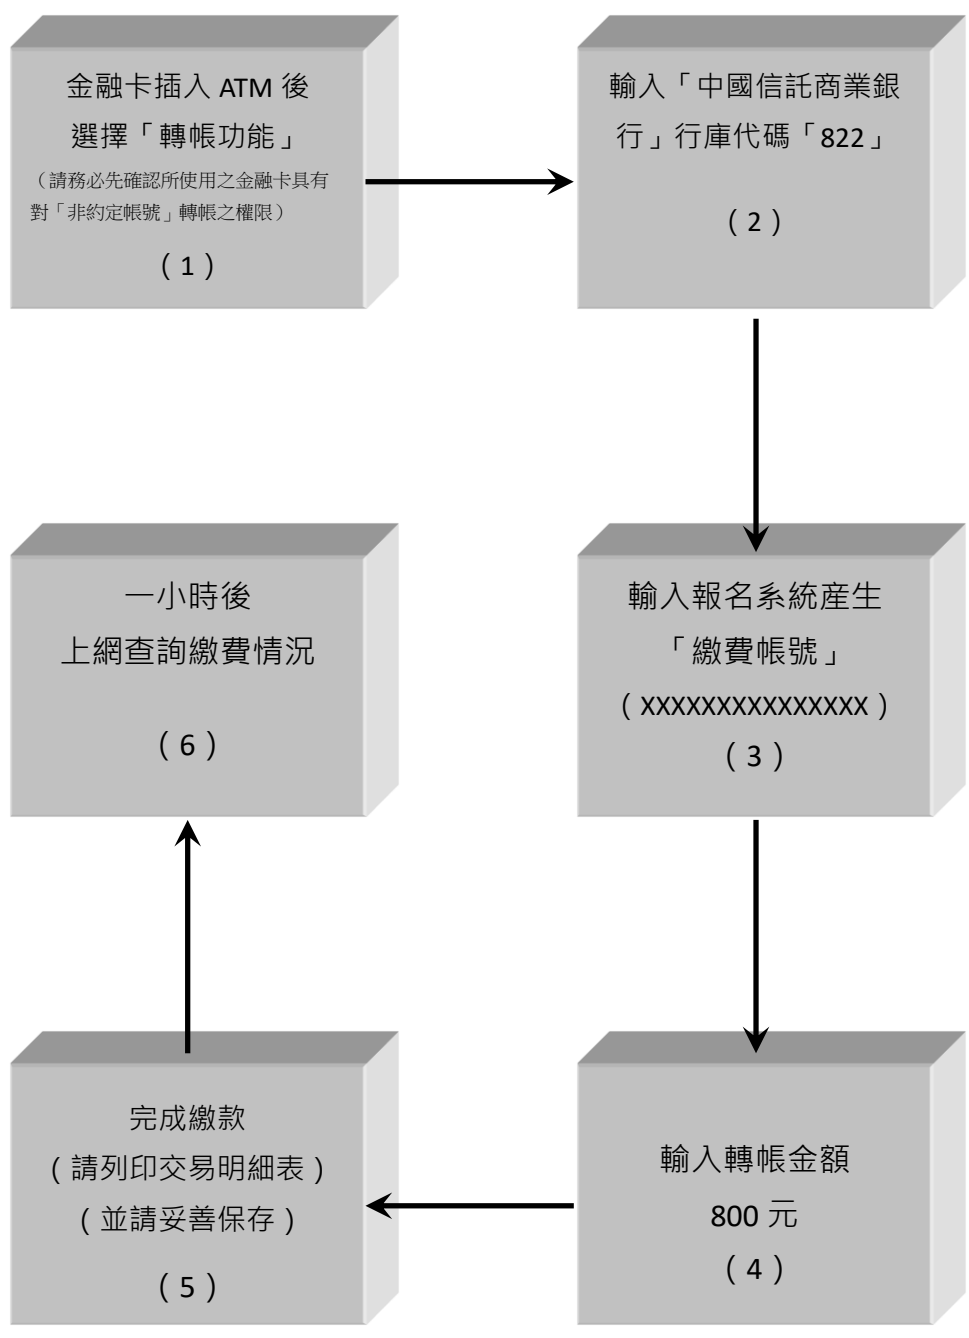 金融卡插入 ATM 後
選擇「轉帳功能」
（請務必先確認所使用之金融卡具有
對「非約定帳號」轉帳之權限）
（1）
輸入「中國信託商業銀
行」行庫代碼「822」
（2）
輸入報名系統產生
「繳費帳號」
（XXXXXXXXXXXXXXX）
（3）
輸入轉帳金額
800 元
（4）
完成繳款
（請列印交易明細表）
（並請妥善保存）
（5）
一小時後
上網查詢繳費情況
（6）